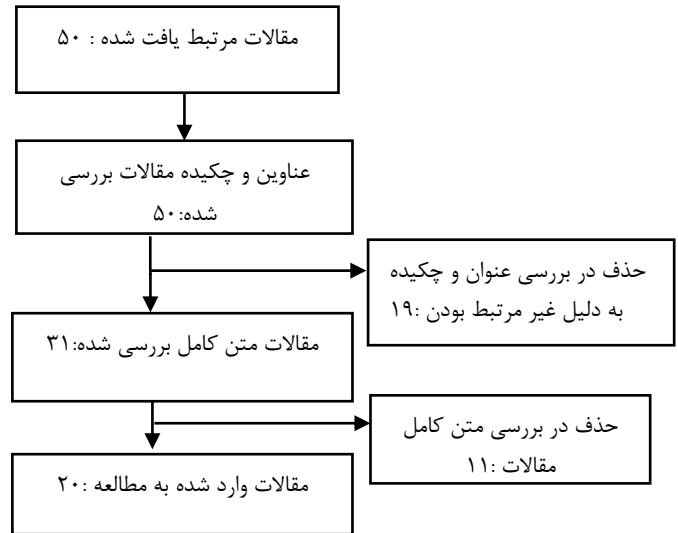 مقالات مرتبط یافت شده : ۵۰
عناوین و چکیده مقالات بررسی
شده:۵۰
حذف در بررسی عنوان و چکیده
به دلیل غیر مرتبط بودن :۱۹
مقالات متن کامل بررسی شده:۳۱
حذف در بررسی متن کامل
مقالات :۱۱
مقالات وارد شده به مطالعه :۲۰